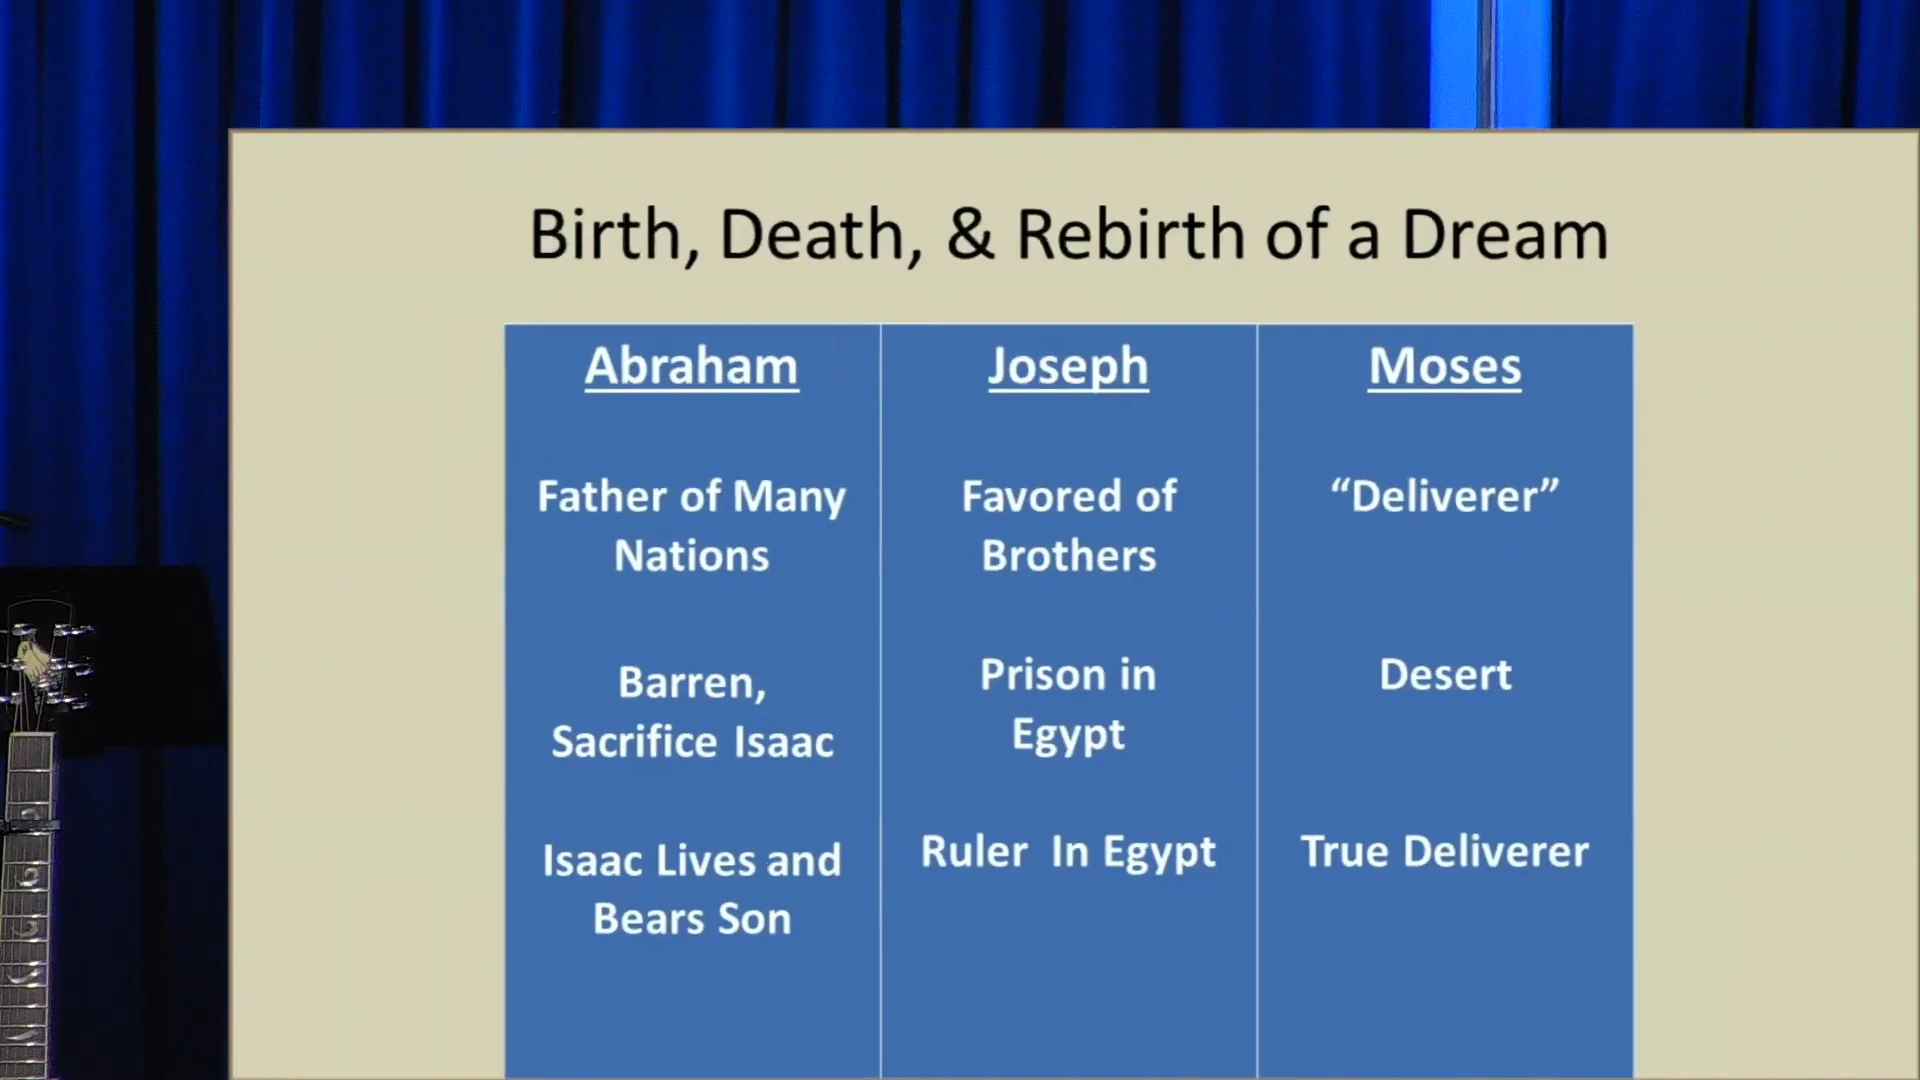 Birth, Death, & Rebirth of a Dream
Abraham
Father of Many
Nations
Barren,
Sacrifice Isaac
Isaac Lives and
Bears Son
Joseph
Favored of
Brothers
Prison in
Egypt
Ruler In Egypt
Moses
“Deliverer”
Desert
True Deliverer